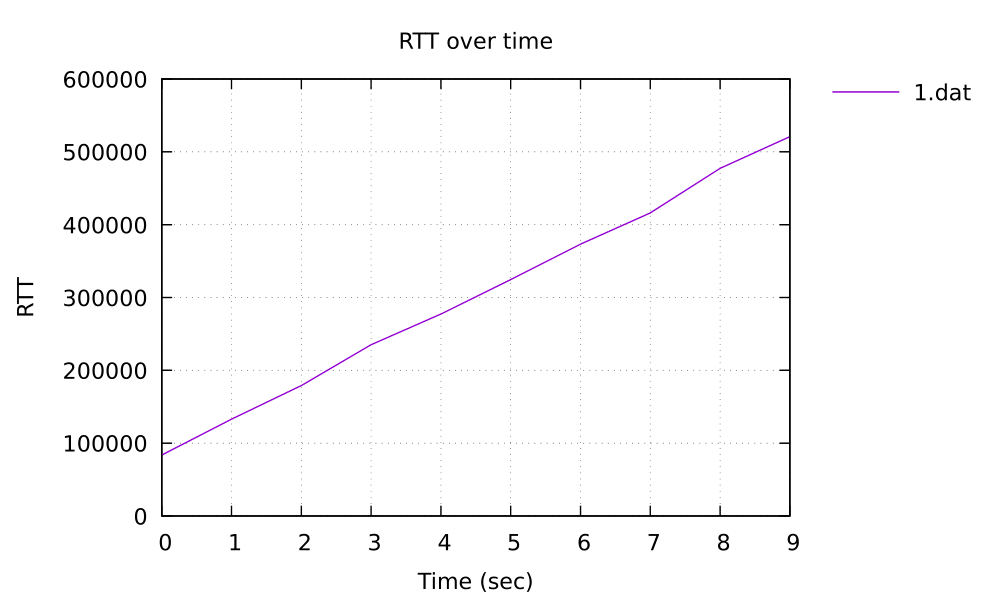 RTT over time
1.dat
600000
500000
400000
300000
200000
100000
0
RTT
0 1 2 3 4 5 6 7 8 9
Time (sec)